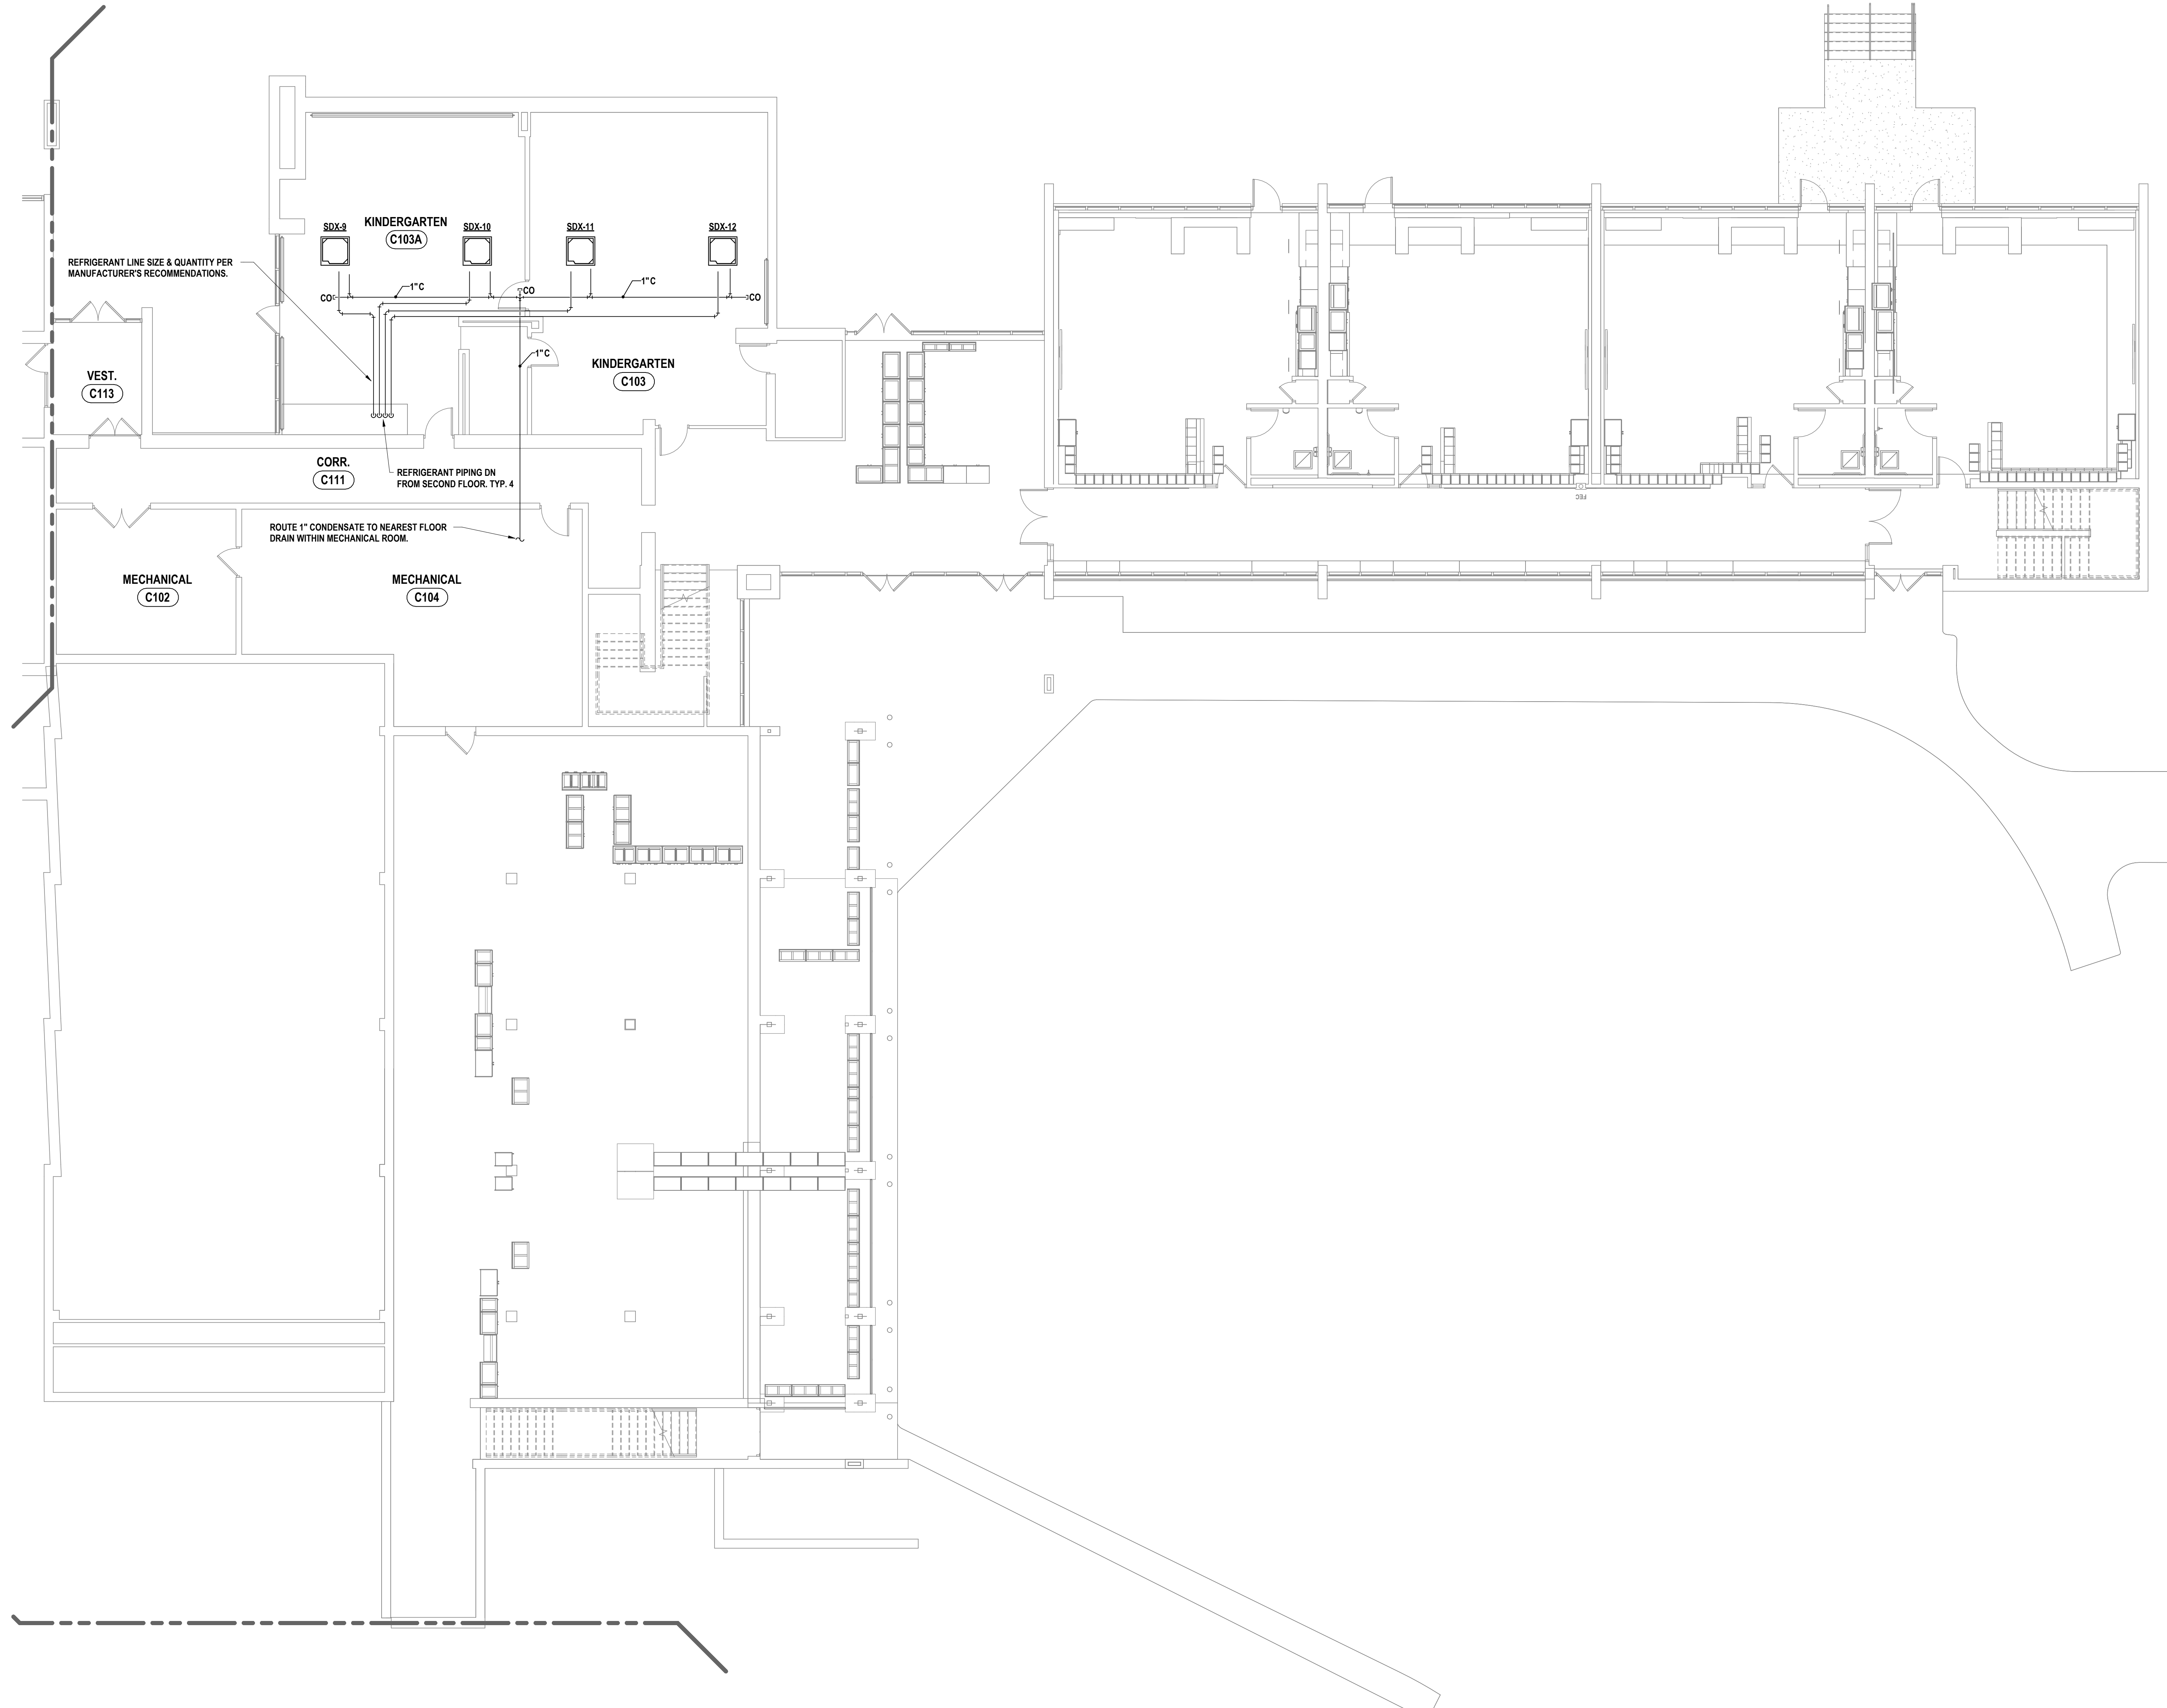 KINDERGARTEN
C103A
SDX-9
SDX-10
SDX-11
SDX-12
REFRIGERANT LINE SIZE & QUANTITY PER
MANUFACTURER'S RECOMMENDATIONS.
1"C
1"C
CO
CO
CO
1"C
KINDERGARTEN
C103
VEST.
C113
CORR.
C111
REFRIGERANT PIPING DN
FROM SECOND FLOOR. TYP. 4
FEC
ROUTE 1" CONDENSATE TO NEAREST FLOOR
DRAIN WITHIN MECHANICAL ROOM.
MECHANICAL
C102
MECHANICAL
C104